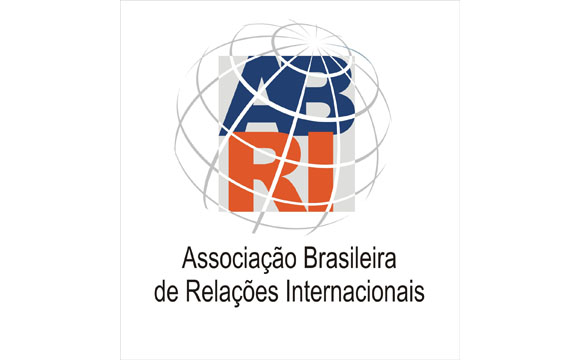 AB
RI
Associação Brasileira
de Relações Internacionais